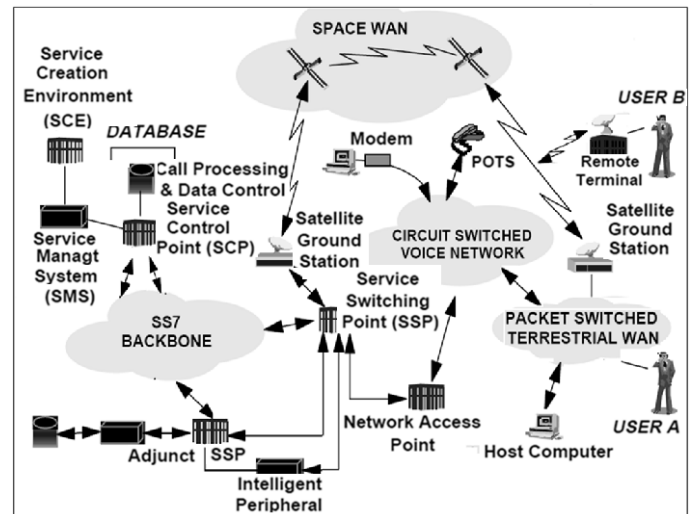 SPACE WAN
Service
Creation
Environment
(SCE)
DATABASE
Call Processing
& Data Control
Service
Control
Point (SCP)
Service
Managt
System
(SMS)
Modem
POTS
USER B
Remote
Terminal
Satellite
Ground
Station
CIRCUIT SWITCHED
VOICE NETWORK
Satellite
Ground
Station
Service
Switching
Point (SSP)
SS7
BACKBONE
PACKET SWITCHED
TERRESTRIAL WAN
Network Access
Point
USER A
Host Computer
Adjunct
SSP
Intelligent
Peripheral